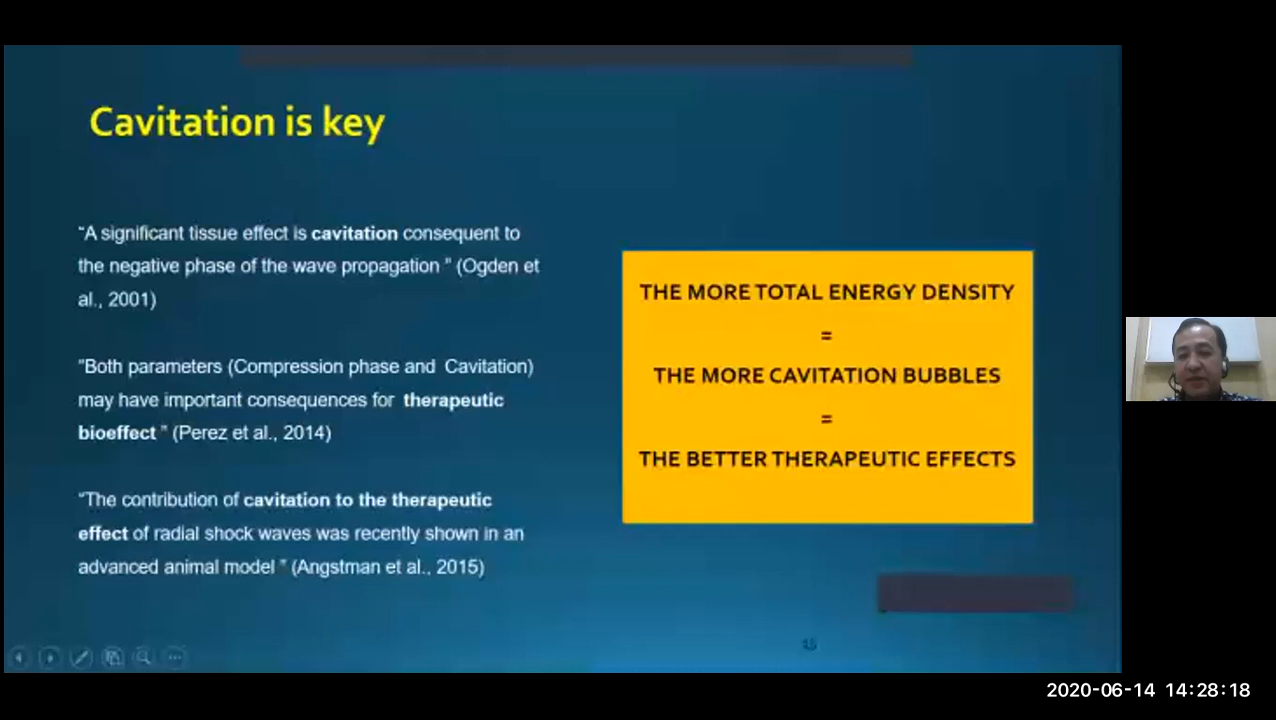 Cavitation is key
"A significant tissue effect is cavitation consequent to
the negative phase of the wave propagation " (Ogden et
al., 2001)
"Both parameters (Compression phase and Cavitation)
may have important consequences for therapeutic
bioeffect " (Perez et al., 2014)
"The contribution of cavitation to the therapeutic
effect of radial shock waves was recently shown in an
advanced animal model " (Angstman et al., 2015)
THE MORE TOTAL ENERGY DENSITY
=
THE MORE CAVITATION BUBBLES
=
THE BETTER THERAPEUTIC EFFECTS
2020-06-14 14:28:18